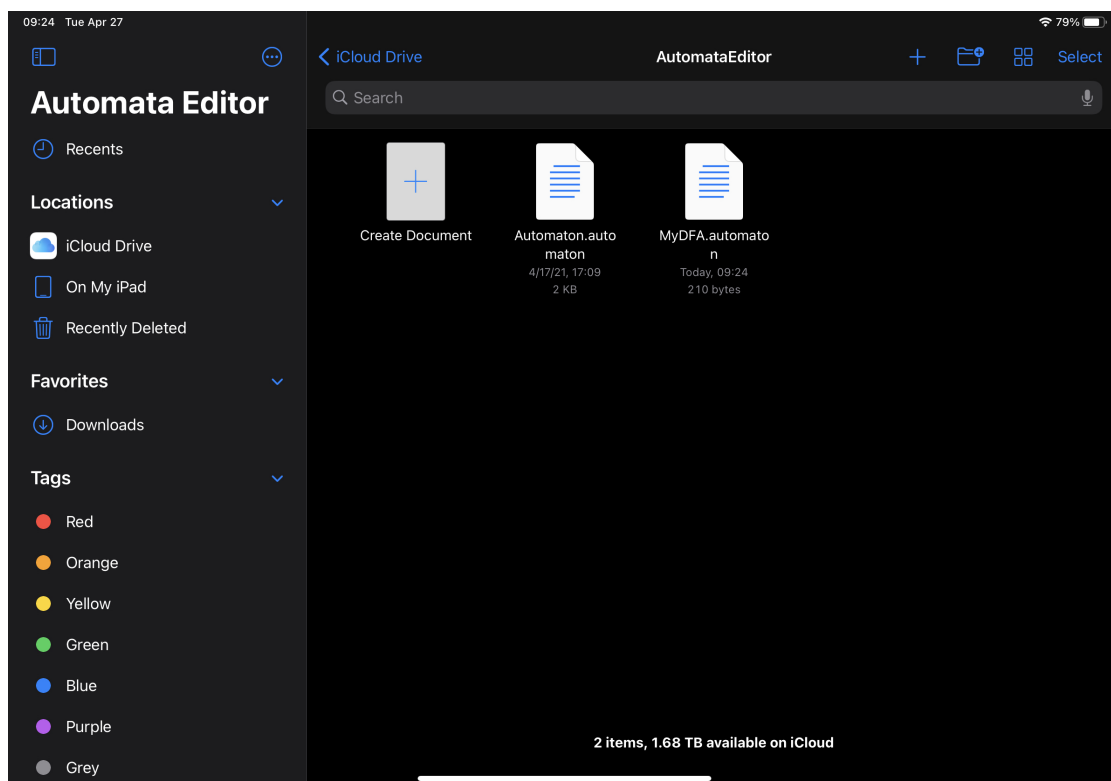 09:24 Tue Apr 27
79%
Automata Editor
Recents
Locations
iCloud Drive
On My iPad
Recently Deleted
Favorites
Downloads
Tags
Red
Orange
Yellow
Green
Blue
Purple
Grey
iCloud Drive
AutomataEditor
Select
Search
Create Document
Automaton.auto
maton
4/17/21, 17:09
2 KB
MyDFA.automato
n
Today, 09:24
210 bytes
2 items, 1.68 TB available on iCloud